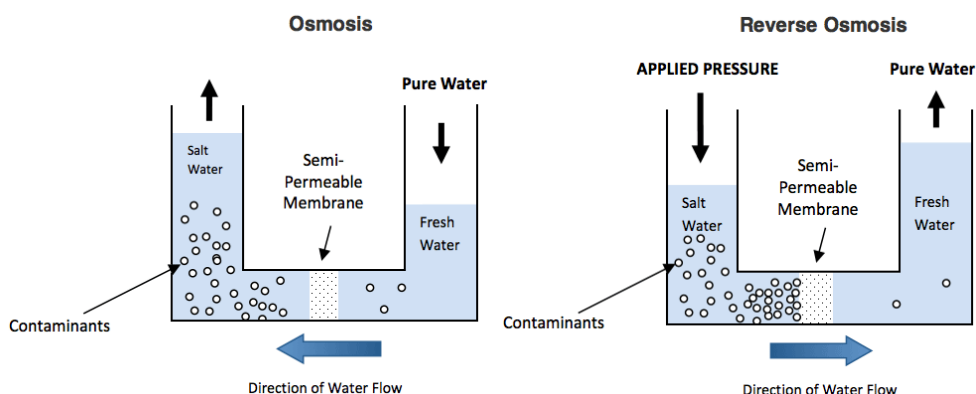 Osmosis
Pure Water
Salt
Water
Semi-
Permeable
Membrane
Fresh
Water
Contaminants
Direction of Water Flow
Reverse Osmosis
APPLIED PRESSURE
Pure Water
Salt
Water
Semi-
Permeable
Membrane
Fresh
Water
Contaminants
Direction of Water Flow